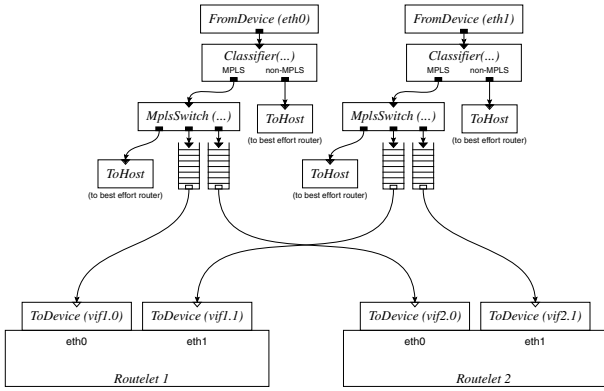 FromDevice (eth0)
FromDevice (eth1)
Classifier(...)
MPLS non-MPLS
Classifier(...)
MPLS non-MPLS
MplsSwitch (...)
ToHost
(to best effort router)
MplsSwitch (...)
ToHost
(to best effort router)
ToHost
(to best effort router)
ToHost
(to best effort router)
ToDevice (vif1.0)
ToDevice (vif1.1)
ToDevice (vif2.0)
ToDevice (vif2.1)
eth0
eth1
eth0
eth1
Routelet 1
Routelet 2